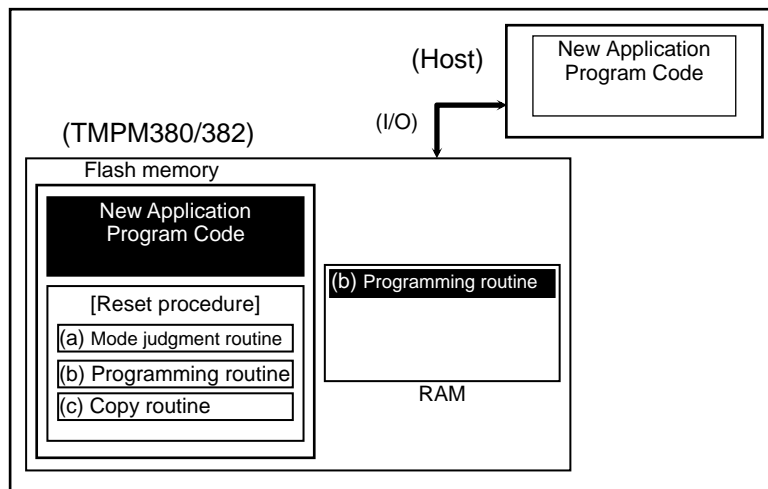 (Host)
New Application
Program Code
(I/O)
(TMPM380/382)
Flash memory
New Application
Program Code
[Reset procedure]
(a) Mode judgment routine
(b) Programming routine
(c) Copy routine
(b) Programming routine
RAM